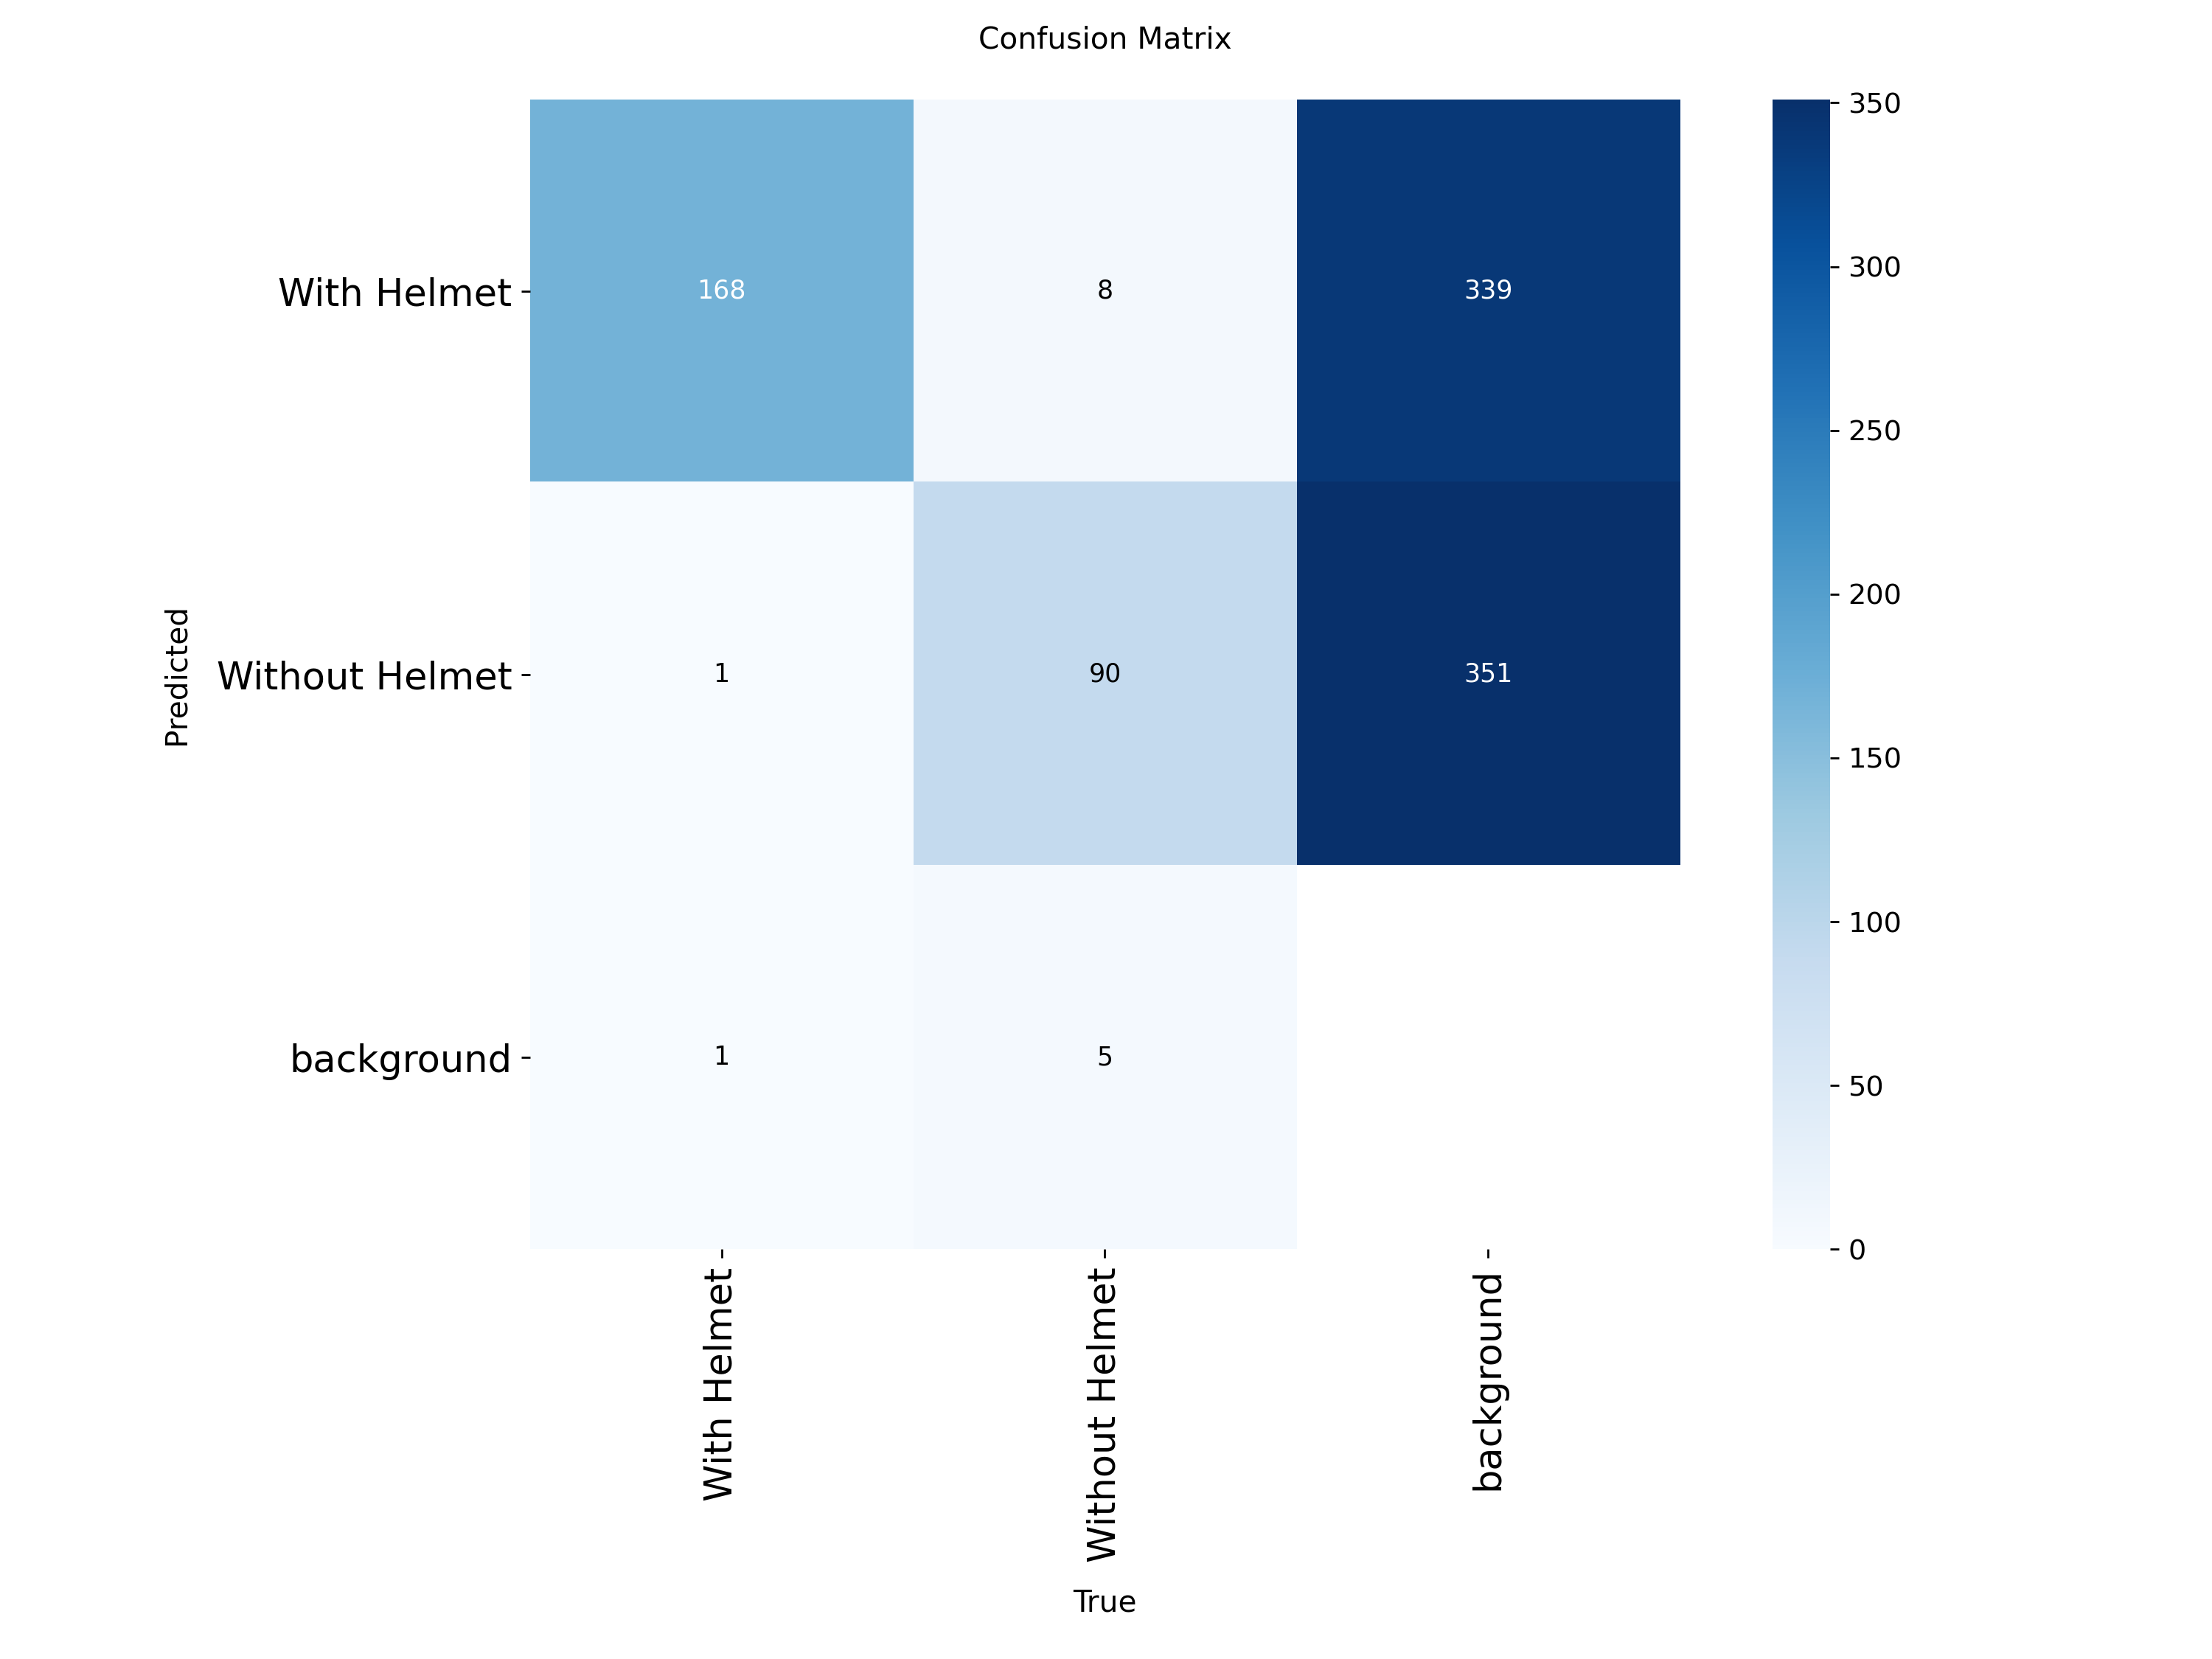 Confusion Matrix
With Helmet
168
8
339
Without Helmet
1
90
351
background
1
5
Predicted
With Helmet
Without Helmet
background
True
350
300
250
200
150
100
50
0